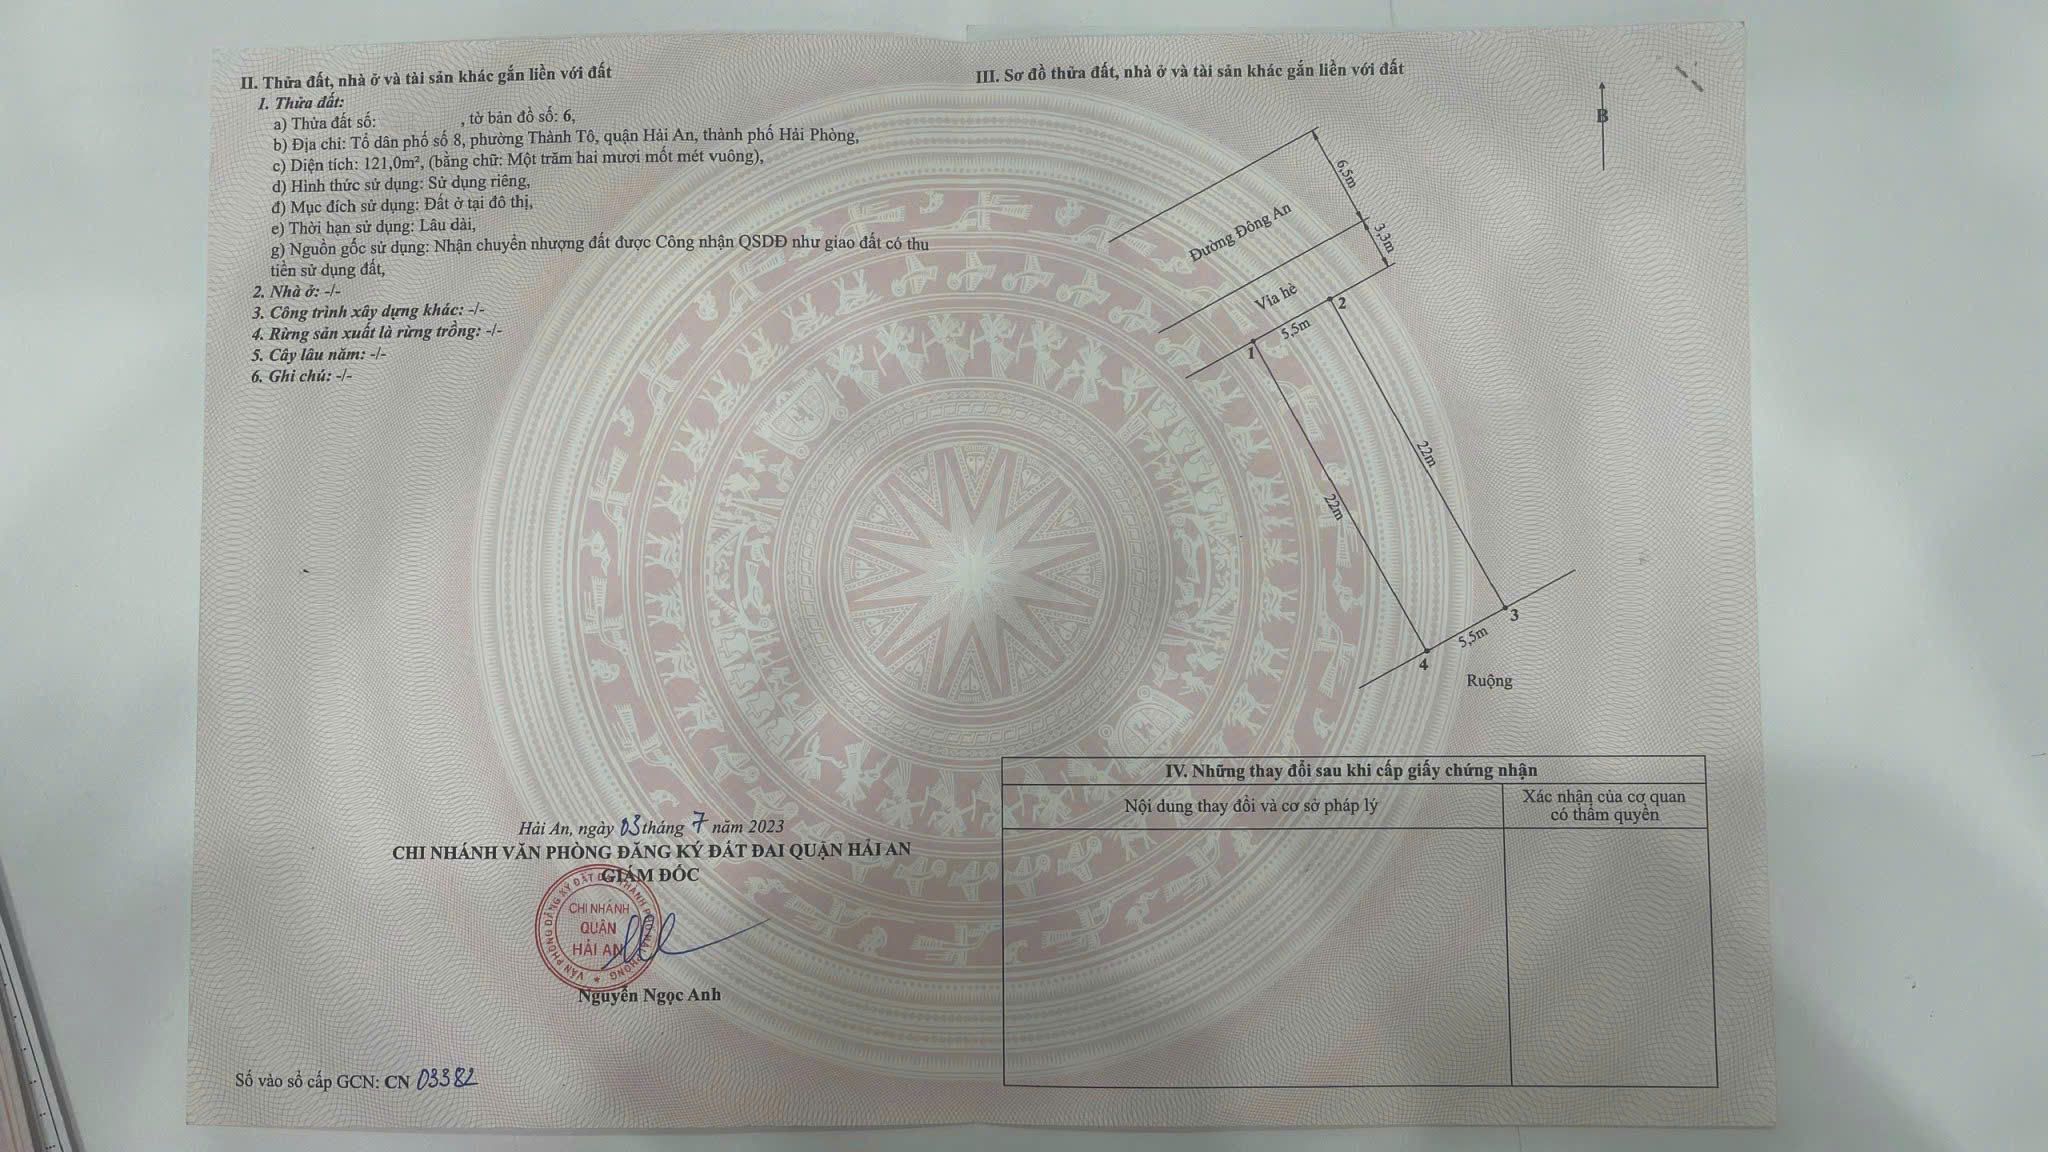 II. Thửa đất, nhà ở và tài sản khác gắn liền với đất
1. Thửa đất:
a) Thửa đất số: , tờ bản đồ số: 6,
b) Địa chỉ: Tổ dân phố số 8, phường Thành Tô, quận Hải An, thành phố Hải Phòng,
c) Diện tích: 121,0m², (bằng chữ: Một trăm hai mươi mốt mét vuông),
d) Hình thức sử dụng: Sử dụng riêng,
đ) Mục đích sử dụng: Đất ở tại đô thị,
e) Thời hạn sử dụng: Lâu dài,
g) Nguồn gốc sử dụng: Nhận chuyển nhượng đất được Công nhận QSDĐ như giao đất có thu
tiền sử dụng đất,
2. Nhà ở: -/-
3. Công trình xây dựng khác: -/-
4. Rừng sản xuất là rừng trồng: -/-
5. Cây lâu năm: -/-
6. Ghi chú: -/-
Hải An, ngày 03 tháng 7 năm 2023
CHI NHÁNH VĂN PHÒNG ĐĂNG KÝ ĐẤT ĐAI QUẬN HẢI AN
GIÁM ĐỐC
VĂN PHÒNG ĐĂNG KÝ ĐẤT ĐAI THÀNH PHỐ HẢI PHÒNG
CHI NHÁNH
QUẬN
HẢI AN
Nguyễn Ngọc Anh
Số vào sổ cấp GCN: CN 03382
III. Sơ đồ thửa đất, nhà ở và tài sản khác gắn liền với đất
B
6,5m
Đường Đông An
3,3m
Vỉa hè
2
5,5m
1
22m
22m
3
5,5m
4
Ruộng
IV. Những thay đổi sau khi cấp giấy chứng nhận
Nội dung thay đổi và cơ sở pháp lý
Xác nhận của cơ quan
có thẩm quyền